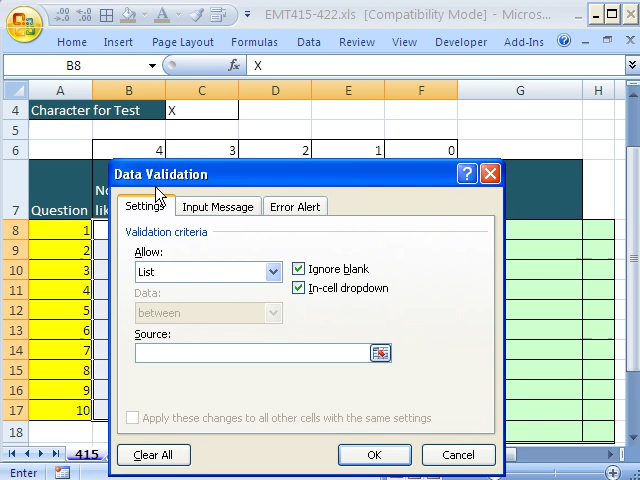 EMT415-422.xls [Compatibility Mode] - Micros...
Home Insert Page Layout Formulas Data Review View Developer Add-Ins
B8 fx X
A B C D E F G H
4 Character for Test X
6 4 3 2 1 0
Data Validation
No
7 Question lik
Settings Input Message Error Alert
8 1
Validation criteria
9 2
Allow:
10 3
List Ignore blank
11 4
In-cell dropdown
Data:
12 5
between
13 6
Source:
14 7
15 8
16 9
17 10
Apply these changes to all other cells with the same settings
18
Clear All OK Cancel
415
Enter